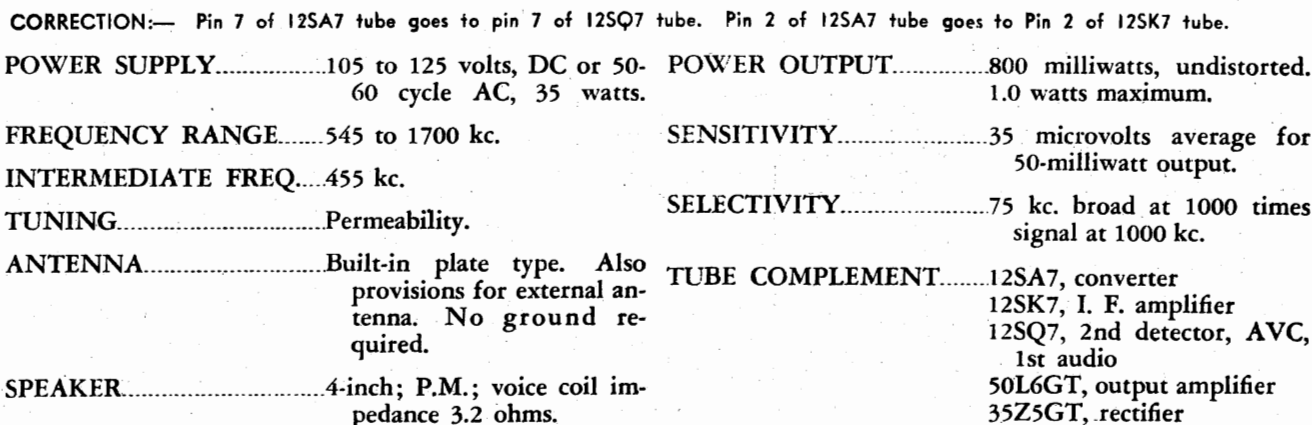 CORRECTION:— Pin 7 of 12SA7 tube goes to pin 7 of 12SQ7 tube. Pin 2 of 12SA7 tube goes to Pin 2 of 12SK7 tube.
POWER SUPPLY..............105 to 125 volts, DC or 50-
60 cycle AC, 35 watts.
FREQUENCY RANGE.......545 to 1700 kc.
INTERMEDIATE FREQ.....455 kc.
TUNING............................Permeability.
ANTENNA........................Built-in plate type. Also
provisions for external an-
tenna. No ground re-
quired.
SPEAKER..........................4-inch; P.M.; voice coil im-
pedance 3.2 ohms.
POWER OUTPUT.............800 milliwatts, undistorted.
1.0 watts maximum.
SENSITIVITY....................35 microvolts average for
50-milliwatt output.
SELECTIVITY....................75 kc. broad at 1000 times
signal at 1000 kc.
TUBE COMPLEMENT.......12SA7, converter
12SK7, I. F. amplifier
12SQ7, 2nd detector, AVC,
1st audio
50L6GT, output amplifier
35Z5GT, rectifier